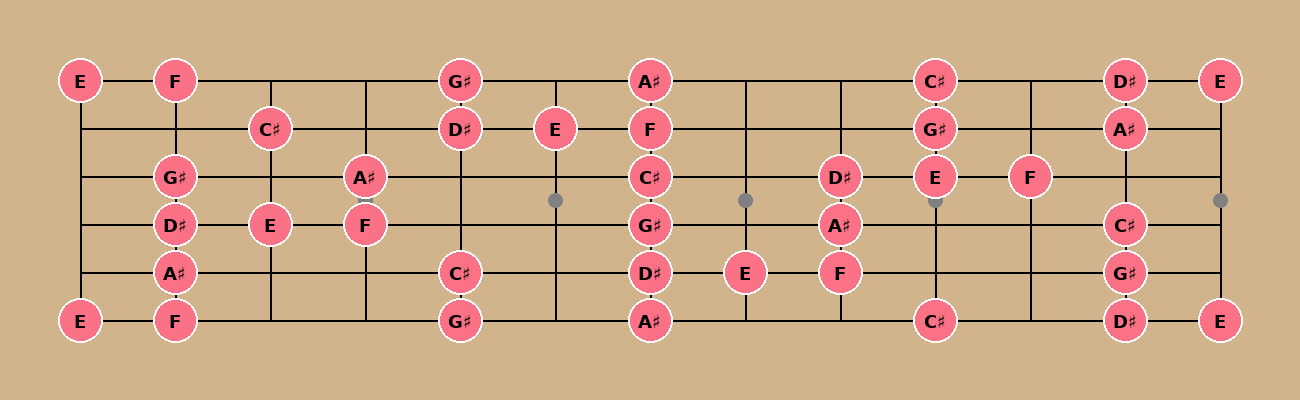 E F G♯ A♯ C♯ D♯ E
C♯ D♯ E F G♯ A♯
G♯ A♯ C♯ D♯ E F
D♯ E F G♯ A♯ C♯
A♯ C♯ D♯ E F G♯
E F G♯ A♯ C♯ D♯ E